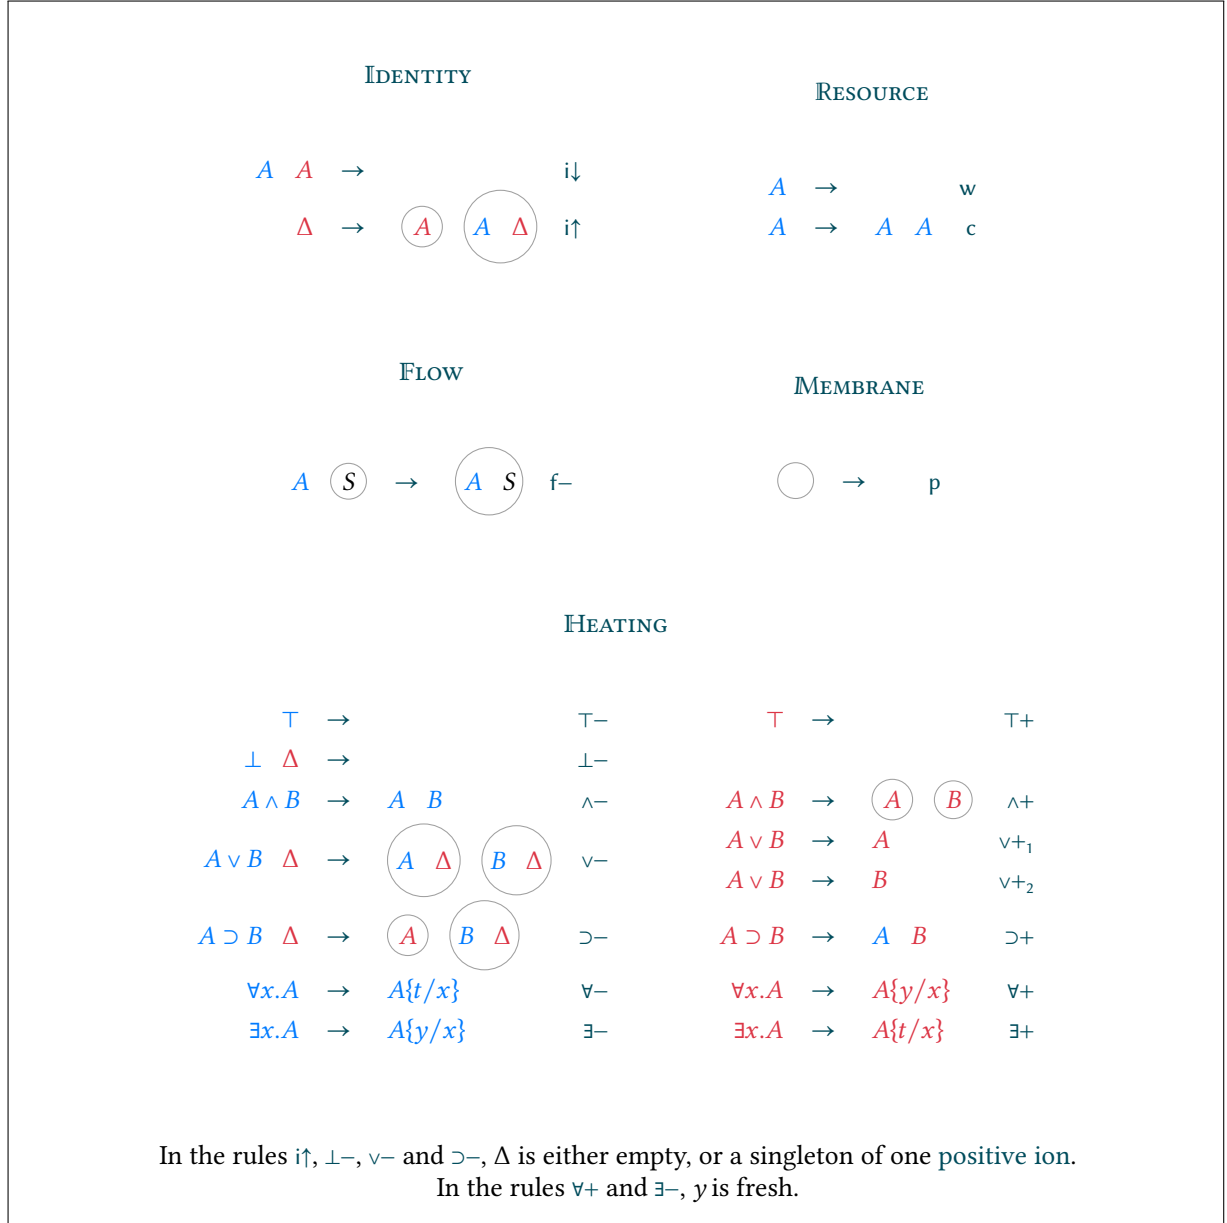 IDENTITY
A A → i↓
Δ → A A Δ i↑
RESOURCE
A → w
A → A A c
FLOW
A S → A S f−
MEMBRANE
→ p
HEATING
⊤ → ⊤−
⊥ Δ → ⊥−
A ∧ B → A B ∧−
A ∨ B Δ → A Δ B Δ ∨−
A ⊃ B Δ → A B Δ ⊃−
∀x.A → A{t/x} ∀−
∃x.A → A{y/x} ∃−
⊤ → ⊤+
A ∧ B → A B ∧+
A ∨ B → A ∨+₁
A ∨ B → B ∨+₂
A ⊃ B → A B ⊃+
∀x.A → A{y/x} ∀+
∃x.A → A{t/x} ∃+
In the rules i↑, ⊥−, ∨− and ⊃−, Δ is either empty, or a singleton of one positive ion.
In the rules ∀+ and ∃−, y is fresh.